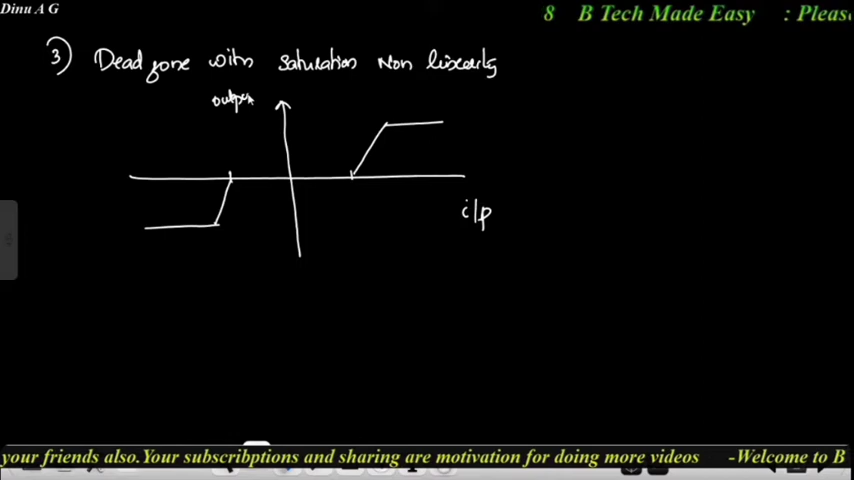 Dinu A G
8 B Tech Made Easy : Please
3) Dead zone with saturation Non linearity
output
i/p
your friends also.Your subscribptions and sharing are motivation for doing more videos -Welcome to B